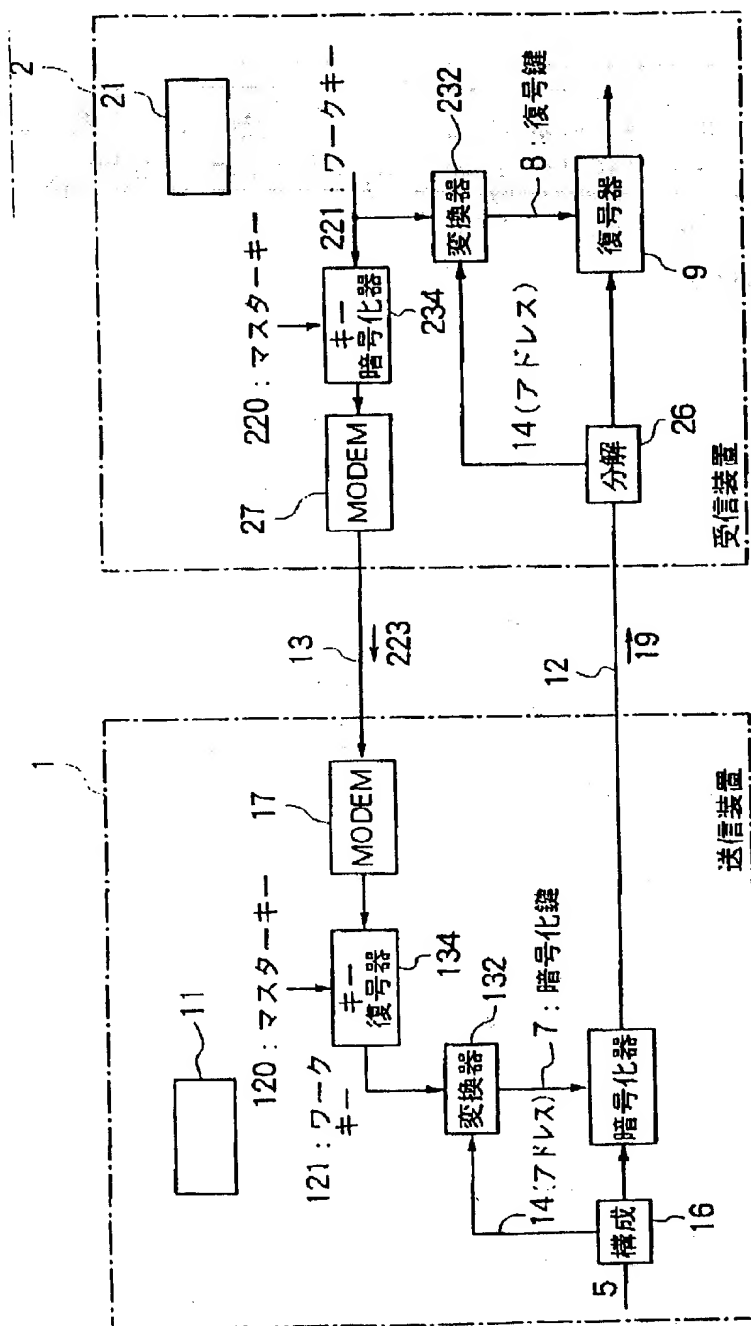 1
11
120：マスターキー
121：ワーク
キー
キー
復号器
134
MODEM
17
変換器
132
7：暗号化鍵
14(アドレス)
暗号化器
構成
5
16
送信装置
13
223
12
19
2
21
220：マスターキー
221：ワークキー
キー
暗号化器
234
MODEM
27
変換器
232
8：復号鍵
14(アドレス)
復号器
9
分解
26
受信装置